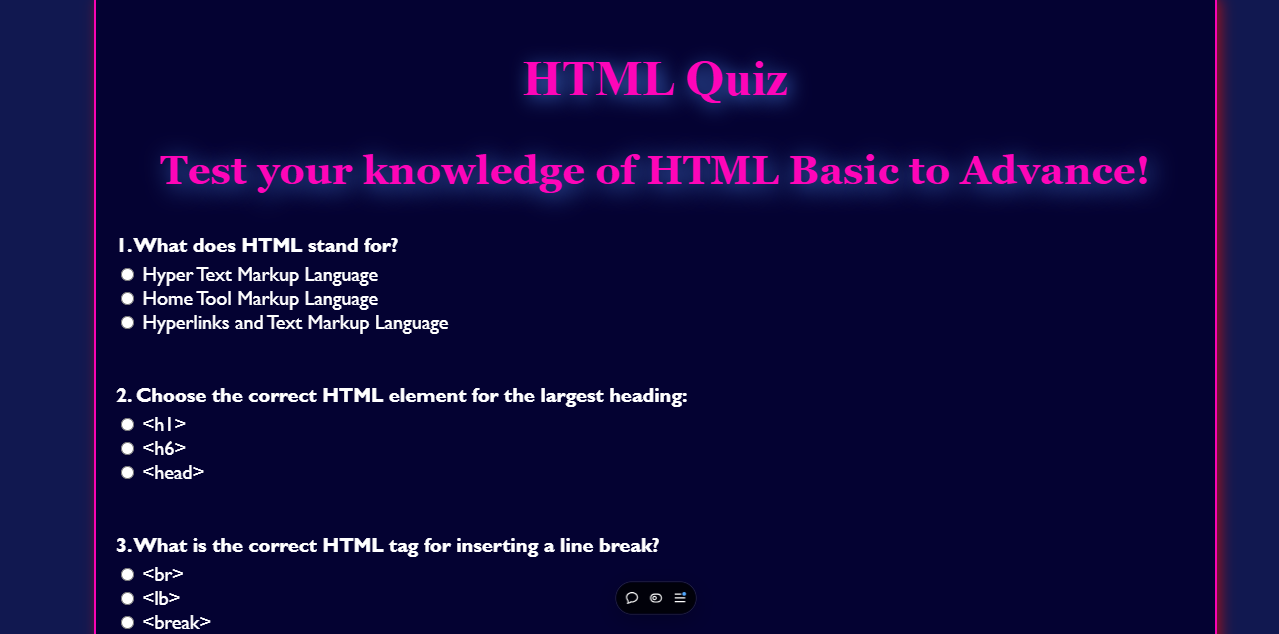 HTML Quiz
Test your knowledge of HTML Basic to Advance!
1. What does HTML stand for?
Hyper Text Markup Language
Home Tool Markup Language
Hyperlinks and Text Markup Language
2. Choose the correct HTML element for the largest heading:
<h1>
<h6>
<head>
3. What is the correct HTML tag for inserting a line break?
<br>
<lb>
<break>